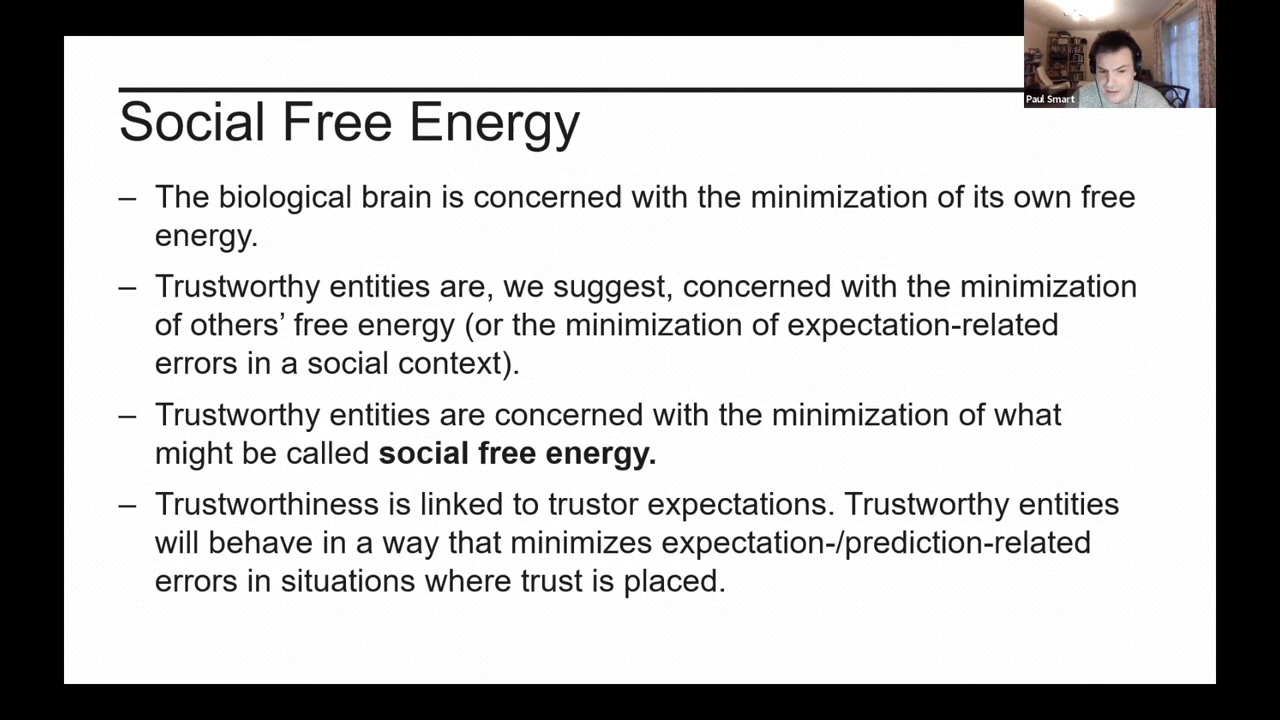 Paul Smart
Social Free Energy
– The biological brain is concerned with the minimization of its own free
energy.
– Trustworthy entities are, we suggest, concerned with the minimization
of others’ free energy (or the minimization of expectation-related
errors in a social context).
– Trustworthy entities are concerned with the minimization of what
might be called social free energy.
– Trustworthiness is linked to trustor expectations. Trustworthy entities
will behave in a way that minimizes expectation-/prediction-related
errors in situations where trust is placed.